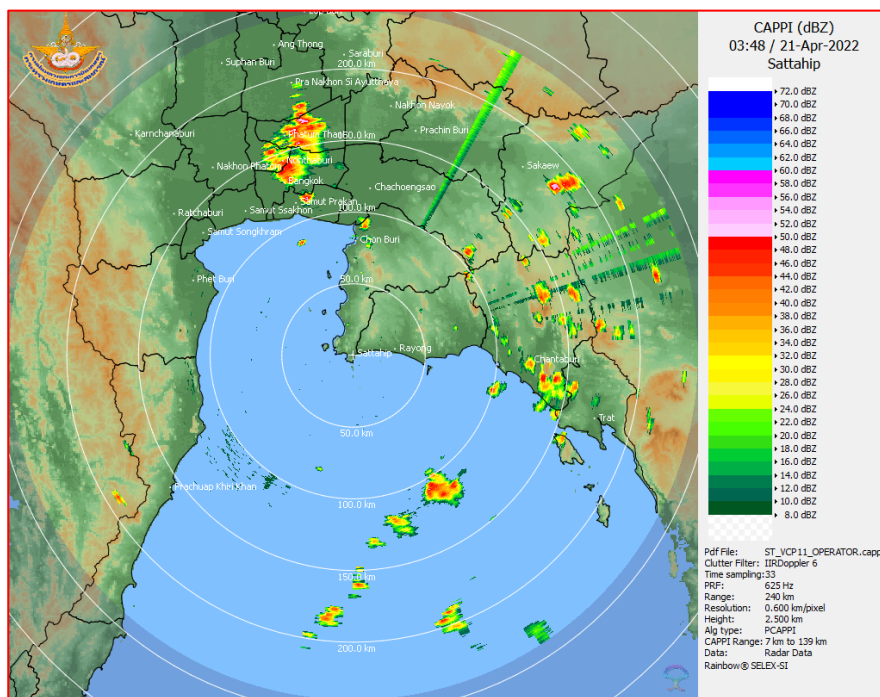 CAPPI (dBZ)
03:48 / 21-Apr-2022
Sattahip
72.0 dBZ
70.0 dBZ
68.0 dBZ
66.0 dBZ
64.0 dBZ
62.0 dBZ
60.0 dBZ
58.0 dBZ
56.0 dBZ
54.0 dBZ
52.0 dBZ
50.0 dBZ
48.0 dBZ
46.0 dBZ
44.0 dBZ
42.0 dBZ
40.0 dBZ
38.0 dBZ
36.0 dBZ
34.0 dBZ
32.0 dBZ
30.0 dBZ
28.0 dBZ
26.0 dBZ
24.0 dBZ
22.0 dBZ
20.0 dBZ
18.0 dBZ
16.0 dBZ
14.0 dBZ
12.0 dBZ
10.0 dBZ
8.0 dBZ
Pdf File: ST_VCP11_OPERATOR.capp
Clutter Filter: IIRDoppler 6
Time sampling:33
PRF: 625 Hz
Range: 240 km
Resolution: 0.600 km/pixel
Height: 2.500 km
Alg type: PCAPPI
CAPPI Range: 7 km to 139 km
Data: Radar Data
Rainbow® SELEX-SI
Ang Thong
Saraburi
Suphan Buri
200.0 km
Pra Nakhon Si Ayutthaya
Nakhon Nayok
Karnchanaburi
Phatum Thani
150.0 km
Prachin Buri
Nonthaburi
Nakhon Phatom
Sakaew
Bangkok
Chachoengsao
Samut Prakan
Ratchaburi
Samut Ssakhon
100.0 km
Samut Songkhram
Chon Buri
Phet Buri
50.0 km
Rayong
Sattahip
Chantaburi
Trat
50.0 km
Prachuap Khiri Khan
100.0 km
150.0 km
200.0 km